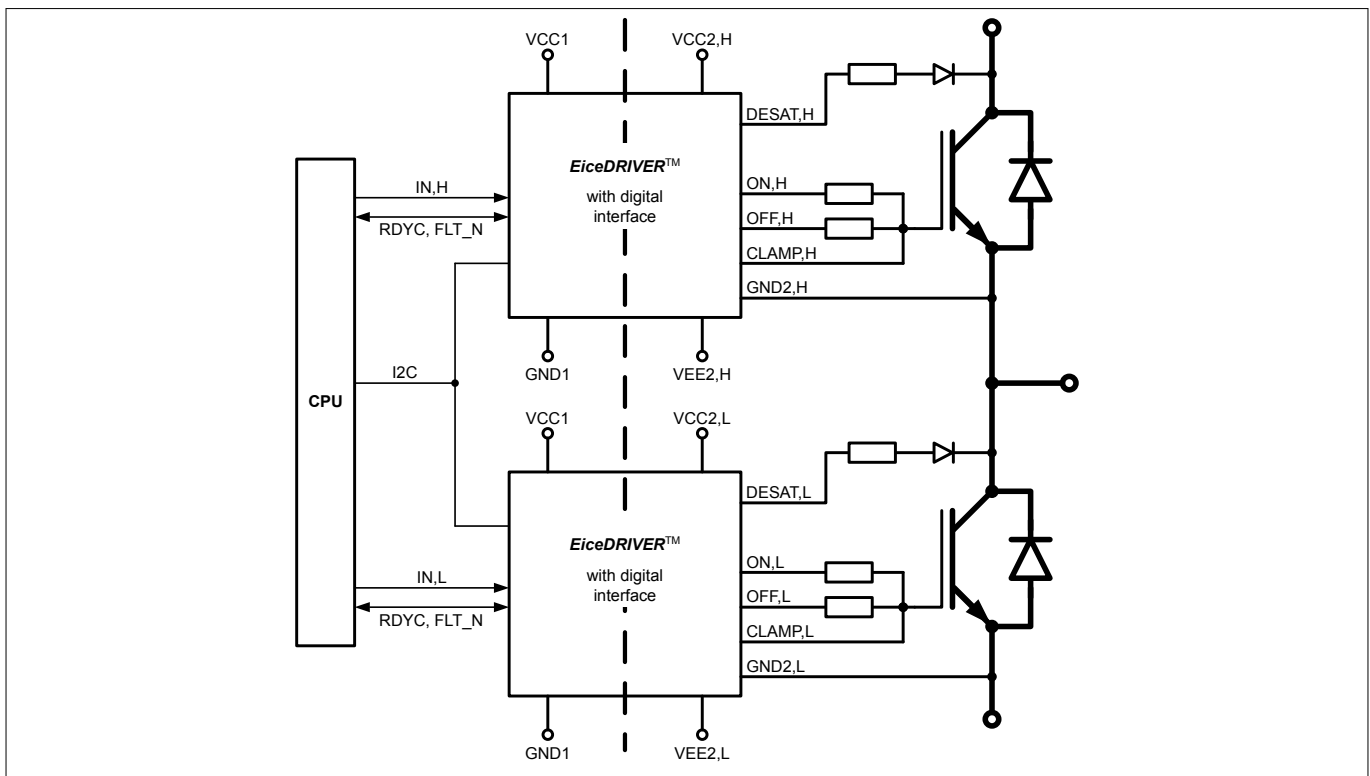 VCC1
VCC2,H
DESAT,H
EiceDRIVER™
with digital
interface
IN,H
RDYC, FLT_N
ON,H
OFF,H
CLAMP,H
GND2,H
GND1
VEE2,H
I2C
CPU
VCC1
VCC2,L
DESAT,L
EiceDRIVER™
with digital
interface
IN,L
RDYC, FLT_N
ON,L
OFF,L
CLAMP,L
GND2,L
GND1
VEE2,L